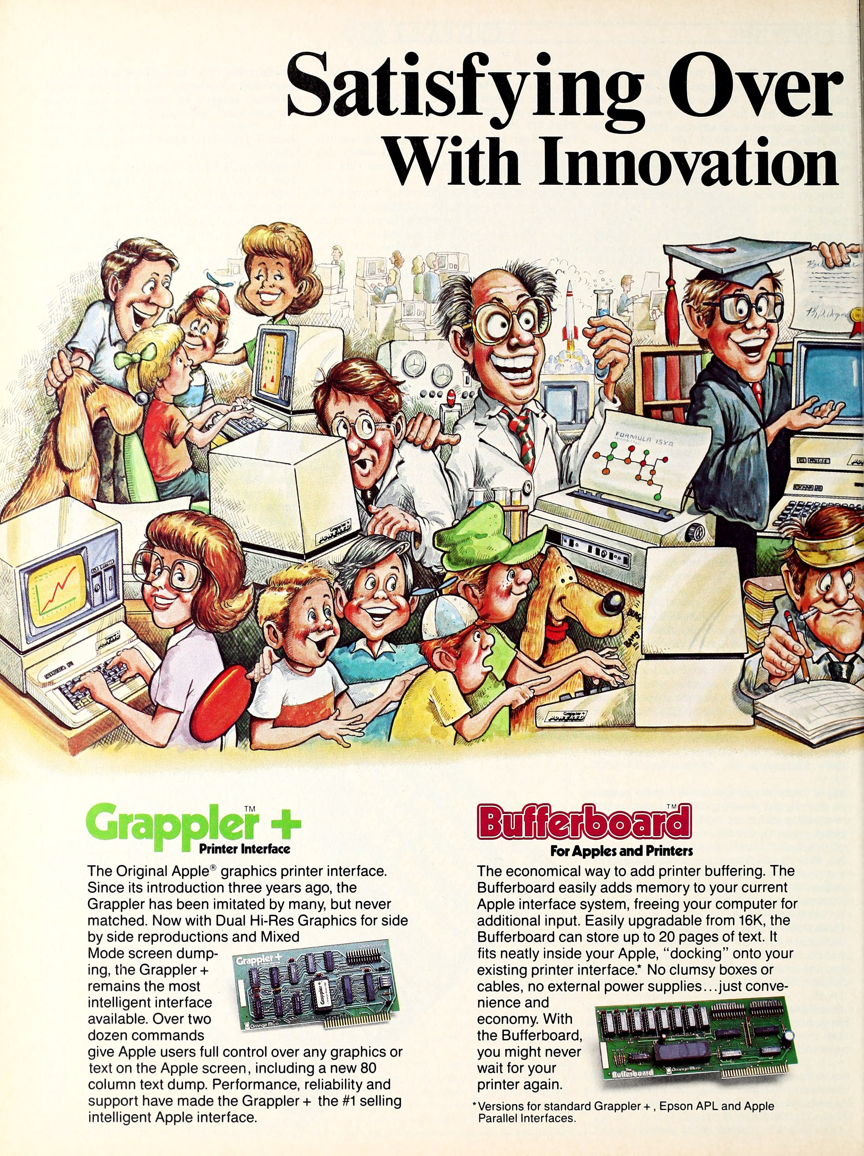 Satisfying Over
With Innovation
FORMULA 15YA
Grappler +™
Printer Interface
The Original Apple® graphics printer interface.
Since its introduction three years ago, the
Grappler has been imitated by many, but never
matched. Now with Dual Hi-Res Graphics for side
by side reproductions and Mixed
Mode screen dump-
ing, the Grappler +
remains the most
intelligent interface
available. Over two
dozen commands
give Apple users full control over any graphics or
text on the Apple screen, including a new 80
column text dump. Performance, reliability and
support have made the Grappler + the #1 selling
intelligent Apple interface.
Grappler +
Bufferboard™
For Apples and Printers
The economical way to add printer buffering. The
Bufferboard easily adds memory to your current
Apple interface system, freeing your computer for
additional input. Easily upgradable from 16K, the
Bufferboard can store up to 20 pages of text. It
fits neatly inside your Apple, “docking” onto your
existing printer interface.* No clumsy boxes or
cables, no external power supplies...just conve-
nience and
economy. With
the Bufferboard,
you might never
wait for your
printer again.
Bufferboard
*Versions for standard Grappler +, Epson APL and Apple
Parallel Interfaces.